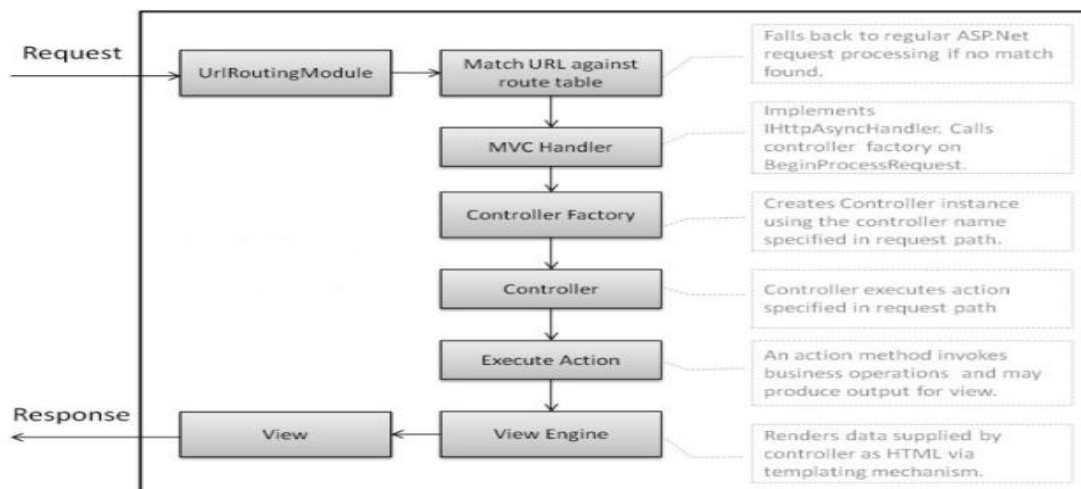 Request
UrlRoutingModule
Match URL against
route table
Falls back to regular ASP.Net
request processing if no match
found.
MVC Handler
Implements
IHttpAsyncHandler. Calls
controller factory on
BeginProcessRequest.
Controller Factory
Creates Controller instance
using the controller name
specified in request path.
Controller
Controller executes action
specified in request path
Execute Action
An action method invokes
business operations and may
produce output for view.
Response
View
View Engine
Renders data supplied by
controller as HTML via
templating mechanism.